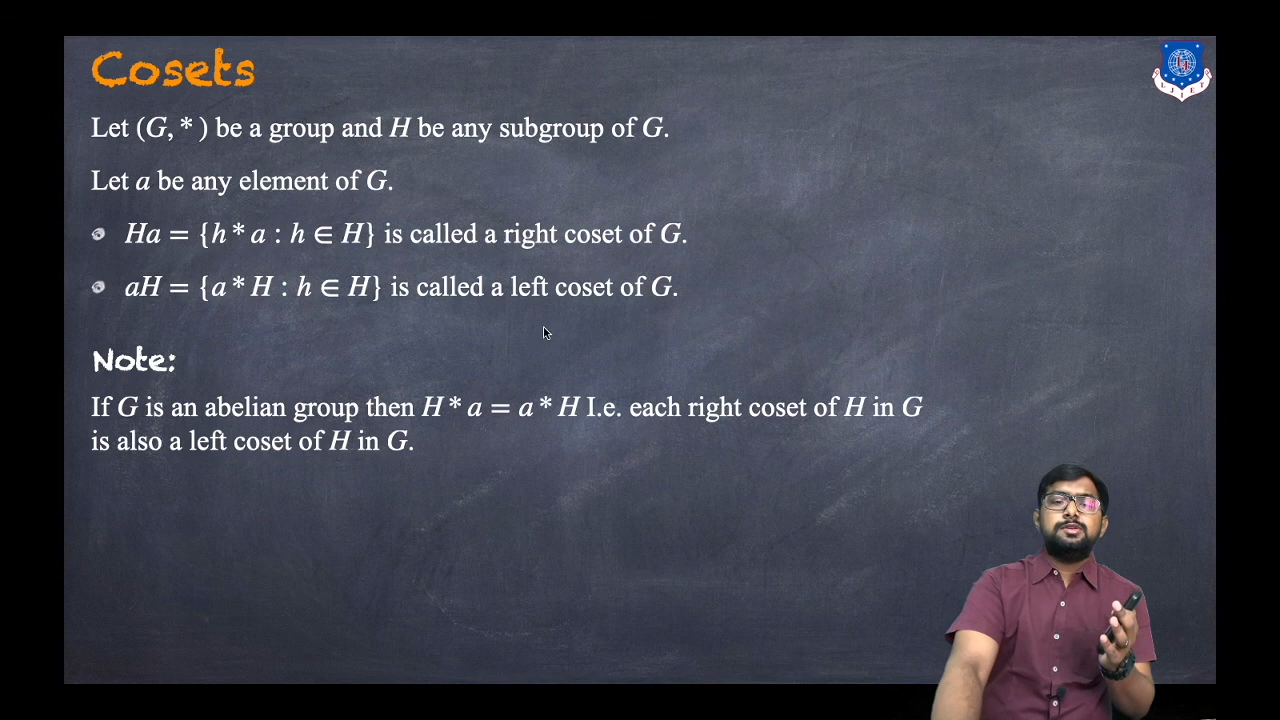 Cosets
Let (G, * ) be a group and H be any subgroup of G.
Let a be any element of G.
Ha = {h * a : h ∈ H} is called a right coset of G.
aH = {a * H : h ∈ H} is called a left coset of G.
Note:
If G is an abelian group then H * a = a * H I.e. each right coset of H in G
is also a left coset of H in G.